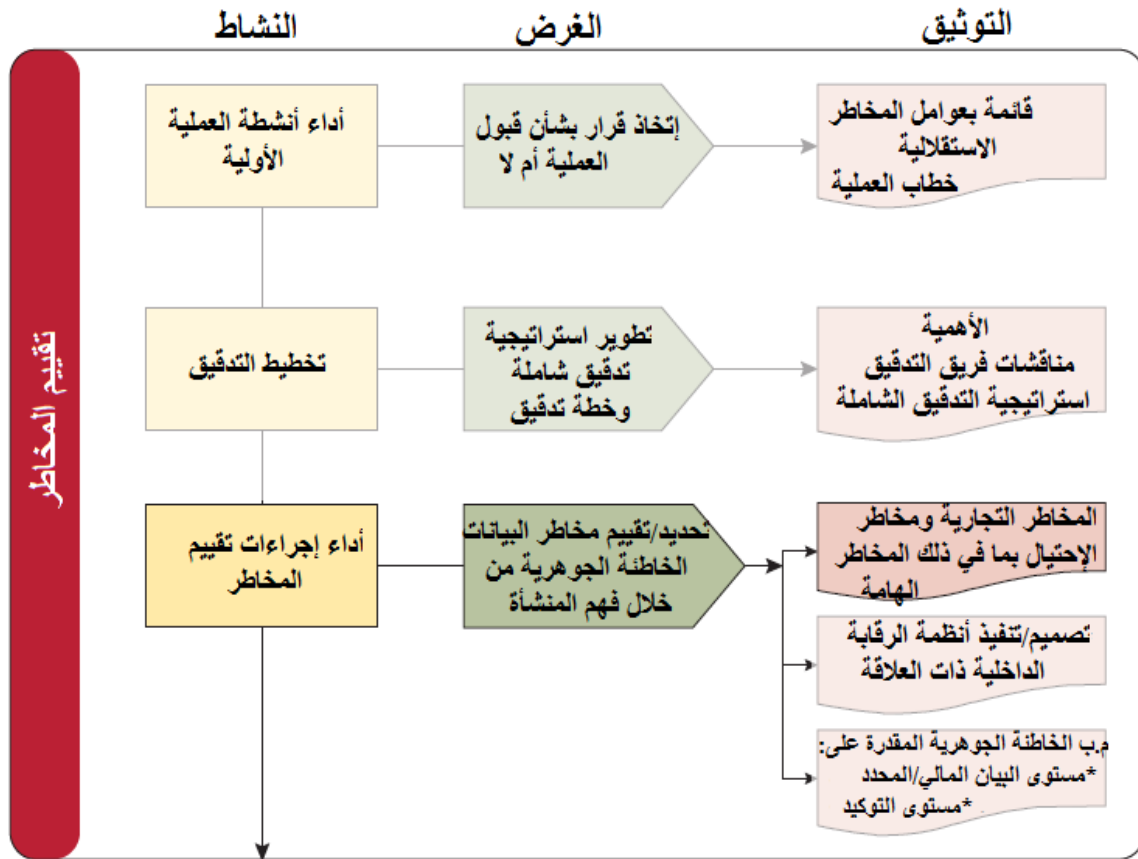 النشاط
الغرض
التوثيق
تقييم المخاطر
أداء أنشطة العملية
الأولية
إتخاذ قرار بشأن قبول
العملية أم لا
قائمة بعوامل المخاطر
الاستقلالية
خطاب العملية
تخطيط التدقيق
تطوير استراتيجية
تدقيق شاملة
وخطة تدقيق
الأهمية
مناقشات فريق التدقيق
استراتيجية التدقيق الشاملة
أداء إجراءات تقييم
المخاطر
تحديد/تقييم مخاطر البيانات
الخاطئة الجوهرية من
خلال فهم المنشأة
المخاطر التجارية ومخاطر
الإحتيال بما في ذلك المخاطر
الهامة
تصميم/تنفيذ أنظمة الرقابة
الداخلية ذات العلاقة
م.ب الخاطئة الجوهرية المقدرة على:
*مستوى البيان المالي/المحدد
*مستوى التوكيد